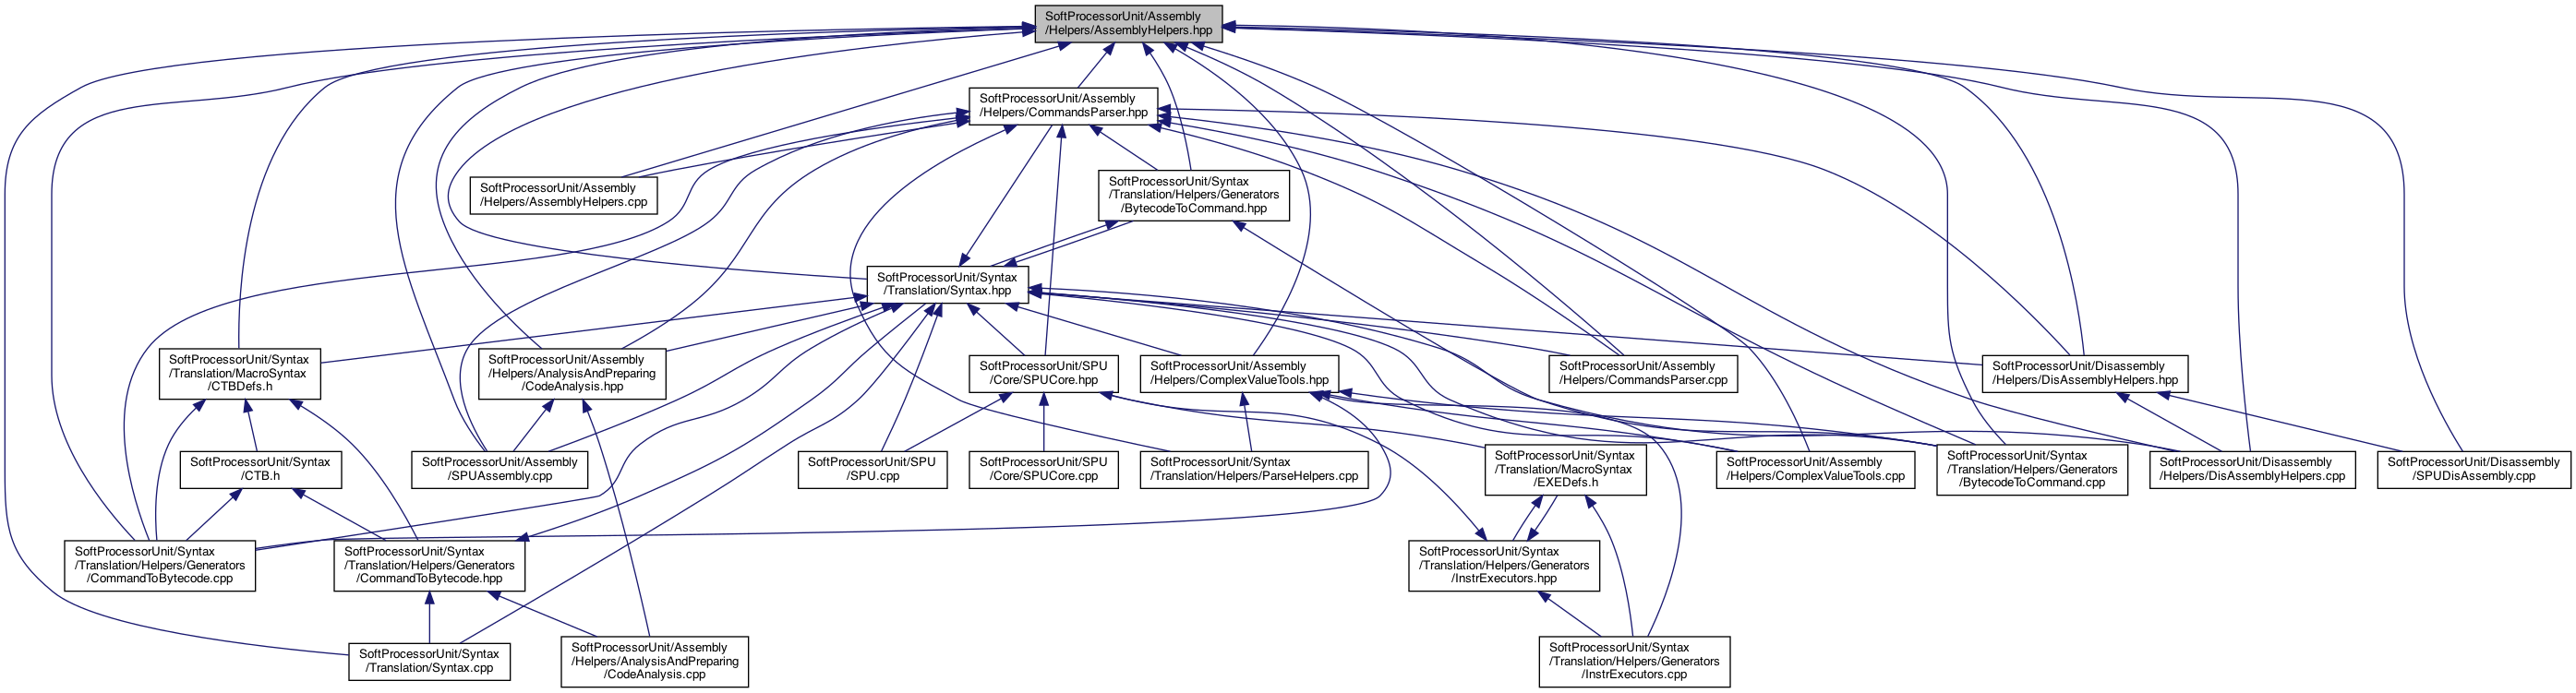 SoftProcessorUnit/Assembly
/Helpers/AssemblyHelpers.hpp
SoftProcessorUnit/Assembly
/Helpers/CommandsParser.hpp
SoftProcessorUnit/Assembly
/Helpers/AssemblyHelpers.cpp
SoftProcessorUnit/Syntax
/Translation/Helpers/Generators
/BytecodeToCommand.hpp
SoftProcessorUnit/Syntax
/Translation/Syntax.hpp
SoftProcessorUnit/Syntax
/Translation/MacroSyntax
/CTBDefs.h
SoftProcessorUnit/Assembly
/Helpers/AnalysisAndPreparing
/CodeAnalysis.hpp
SoftProcessorUnit/SPU
/Core/SPUCore.hpp
SoftProcessorUnit/Assembly
/Helpers/ComplexValueTools.hpp
SoftProcessorUnit/Assembly
/Helpers/CommandsParser.cpp
SoftProcessorUnit/Disassembly
/Helpers/DisAssemblyHelpers.hpp
SoftProcessorUnit/Syntax
/CTB.h
SoftProcessorUnit/Assembly
/SPUAssembly.cpp
SoftProcessorUnit/SPU
/SPU.cpp
SoftProcessorUnit/SPU
/Core/SPUCore.cpp
SoftProcessorUnit/Syntax
/Translation/Helpers/ParseHelpers.cpp
SoftProcessorUnit/Syntax
/Translation/MacroSyntax
/EXEDefs.h
SoftProcessorUnit/Assembly
/Helpers/ComplexValueTools.cpp
SoftProcessorUnit/Syntax
/Translation/Helpers/Generators
/BytecodeToCommand.cpp
SoftProcessorUnit/Disassembly
/Helpers/DisAssemblyHelpers.cpp
SoftProcessorUnit/Disassembly
/SPUDisAssembly.cpp
SoftProcessorUnit/Syntax
/Translation/Helpers/Generators
/CommandToBytecode.cpp
SoftProcessorUnit/Syntax
/Translation/Helpers/Generators
/CommandToBytecode.hpp
SoftProcessorUnit/Syntax
/Translation/Helpers/Generators
/InstrExecutors.hpp
SoftProcessorUnit/Syntax
/Translation/Syntax.cpp
SoftProcessorUnit/Assembly
/Helpers/AnalysisAndPreparing
/CodeAnalysis.cpp
SoftProcessorUnit/Syntax
/Translation/Helpers/Generators
/InstrExecutors.cpp